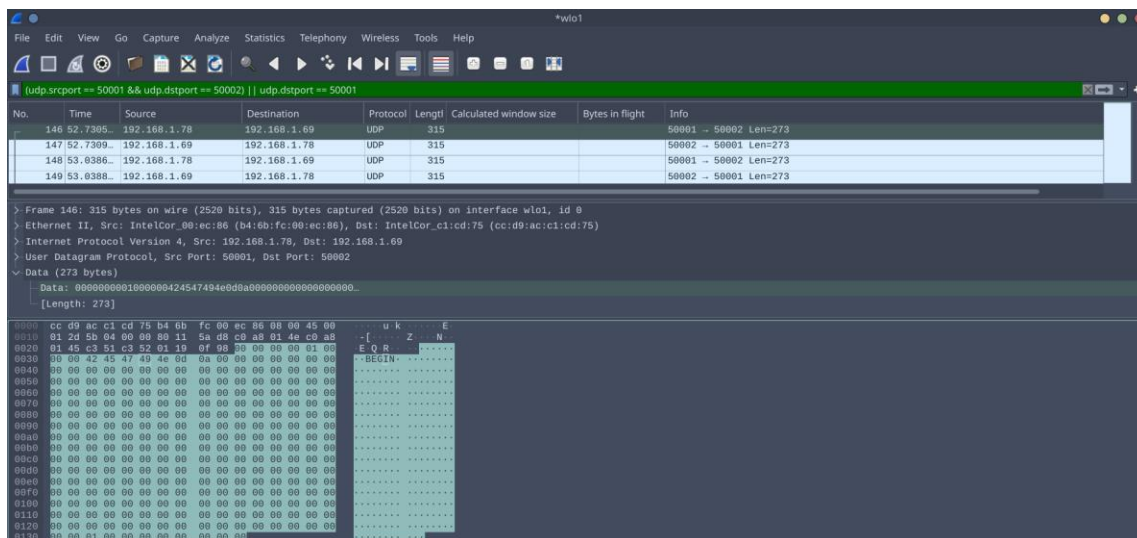 *wlo1
File Edit View Go Capture Analyze Statistics Telephony Wireless Tools Help
(udp.srcport == 50001 && udp.dstport == 50002) || udp.dstport == 50001
No. Time Source Destination Protocol Lengtl Calculated window size Bytes in flight Info
146 52.7305… 192.168.1.78 192.168.1.69 UDP 315 50001 → 50002 Len=273
147 52.7309… 192.168.1.69 192.168.1.78 UDP 315 50002 → 50001 Len=273
148 53.0386… 192.168.1.78 192.168.1.69 UDP 315 50001 → 50002 Len=273
149 53.0388… 192.168.1.69 192.168.1.78 UDP 315 50002 → 50001 Len=273
Frame 146: 315 bytes on wire (2520 bits), 315 bytes captured (2520 bits) on interface wlo1, id 0
Ethernet II, Src: IntelCor_00:ec:86 (b4:6b:fc:00:ec:86), Dst: IntelCor_c1:cd:75 (cc:d9:ac:c1:cd:75)
Internet Protocol Version 4, Src: 192.168.1.78, Dst: 192.168.1.69
User Datagram Protocol, Src Port: 50001, Dst Port: 50002
Data (273 bytes)
Data: 0000000001000000424547494e0d0a000000000000000000…
[Length: 273]
0000 cc d9 ac c1 cd 75 b4 6b fc 00 ec 86 08 00 45 00 ·····u·k ······E·
0010 01 2d 5b 04 00 00 80 11 5a d8 c0 a8 01 4e c0 a8 ·-[····· Z····N··
0020 01 45 c3 51 c3 52 01 19 0f 98 00 00 00 00 01 00 ·E·Q·R·· ········
0030 00 00 42 45 47 49 4e 0d 0a 00 00 00 00 00 00 00 ··BEGIN· ········
0040 00 00 00 00 00 00 00 00 00 00 00 00 00 00 00 00 ········ ········
0050 00 00 00 00 00 00 00 00 00 00 00 00 00 00 00 00 ········ ········
0060 00 00 00 00 00 00 00 00 00 00 00 00 00 00 00 00 ········ ········
0070 00 00 00 00 00 00 00 00 00 00 00 00 00 00 00 00 ········ ········
0080 00 00 00 00 00 00 00 00 00 00 00 00 00 00 00 00 ········ ········
0090 00 00 00 00 00 00 00 00 00 00 00 00 00 00 00 00 ········ ········
00a0 00 00 00 00 00 00 00 00 00 00 00 00 00 00 00 00 ········ ········
00b0 00 00 00 00 00 00 00 00 00 00 00 00 00 00 00 00 ········ ········
00c0 00 00 00 00 00 00 00 00 00 00 00 00 00 00 00 00 ········ ········
00d0 00 00 00 00 00 00 00 00 00 00 00 00 00 00 00 00 ········ ········
00e0 00 00 00 00 00 00 00 00 00 00 00 00 00 00 00 00 ········ ········
00f0 00 00 00 00 00 00 00 00 00 00 00 00 00 00 00 00 ········ ········
0100 00 00 00 00 00 00 00 00 00 00 00 00 00 00 00 00 ········ ········
0110 00 00 00 00 00 00 00 00 00 00 00 00 00 00 00 00 ········ ········
0120 00 00 00 00 00 00 00 00 00 00 00 00 00 00 00 00 ········ ········
0130 00 00 01 00 00 00 00 00 00 00 00 ········ ···